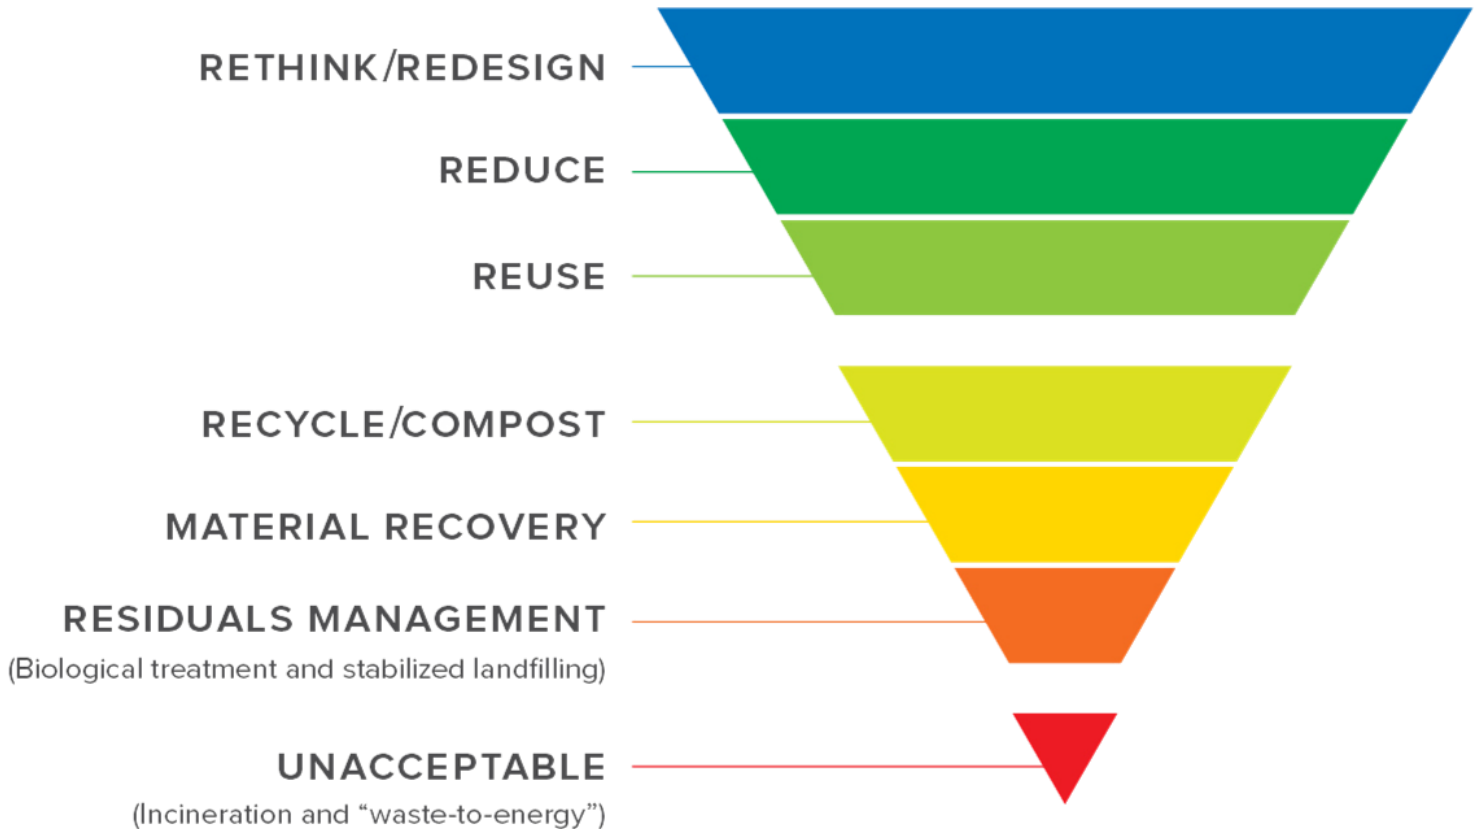 RETHINK/REDESIGN
REDUCE
REUSE
RECYCLE/COMPOST
MATERIAL RECOVERY
RESIDUALS MANAGEMENT
(Biological treatment and stabilized landfilling)
UNACCEPTABLE
(Incineration and “waste-to-energy”)